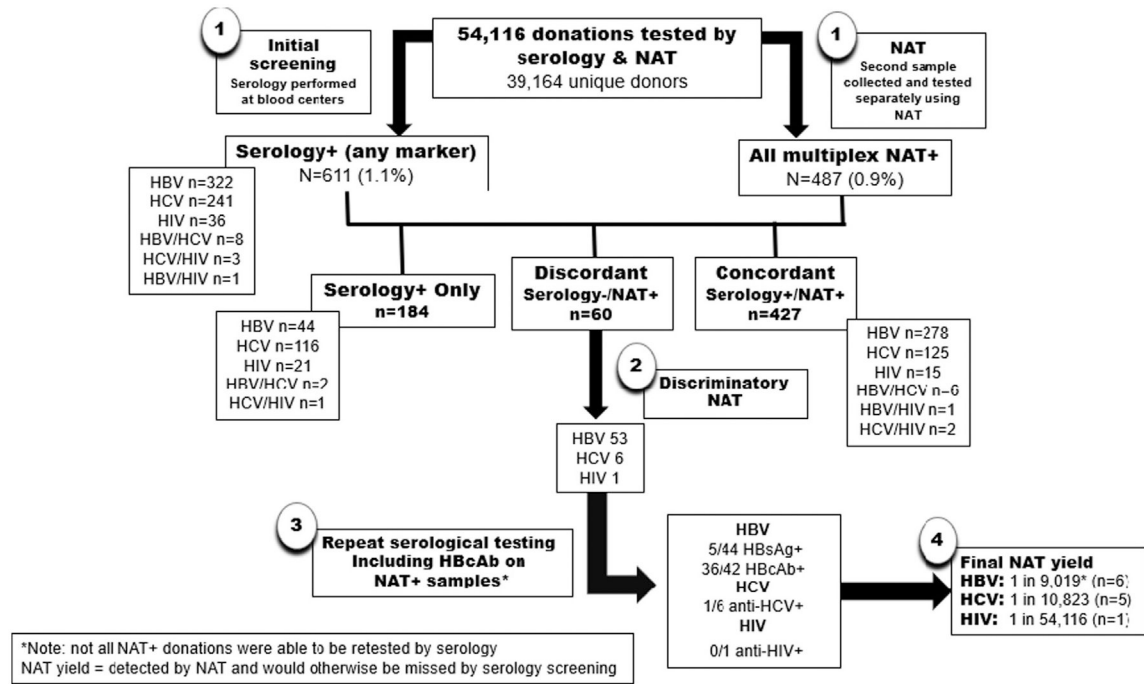 1
Initial
screening
Serology performed
at blood centers
54,116 donations tested by
serology & NAT
39,164 unique donors
1
NAT
Second sample
collected and tested
separately using
NAT
Serology+ (any marker)
N=611 (1.1%)
All multiplex NAT+
N=487 (0.9%)
HBV n=322
HCV n=241
HIV n=36
HBV/HCV n=8
HCV/HIV n=3
HBV/HIV n=1
Serology+ Only
n=184
Discordant
Serology-/NAT+
n=60
Concordant
Serology+/NAT+
n=427
HBV n=44
HCV n=116
HIV n=21
HBV/HCV n=2
HCV/HIV n=1
2
Discriminatory
NAT
HBV n=278
HCV n=125
HIV n=15
HBV/HCV n=6
HBV/HIV n=1
HCV/HIV n=2
HBV 53
HCV 6
HIV 1
3
Repeat serological testing
Including HBcAb on
NAT+ samples*
HBV
5/44 HBsAg+
36/42 HBcAb+
HCV
1/6 anti-HCV+
HIV
0/1 anti-HIV+
4
Final NAT yield
HBV: 1 in 9,019* (n=6)
HCV: 1 in 10,823 (n=5)
HIV: 1 in 54,116 (n=1)
*Note: not all NAT+ donations were able to be retested by serology
NAT yield = detected by NAT and would otherwise be missed by serology screening